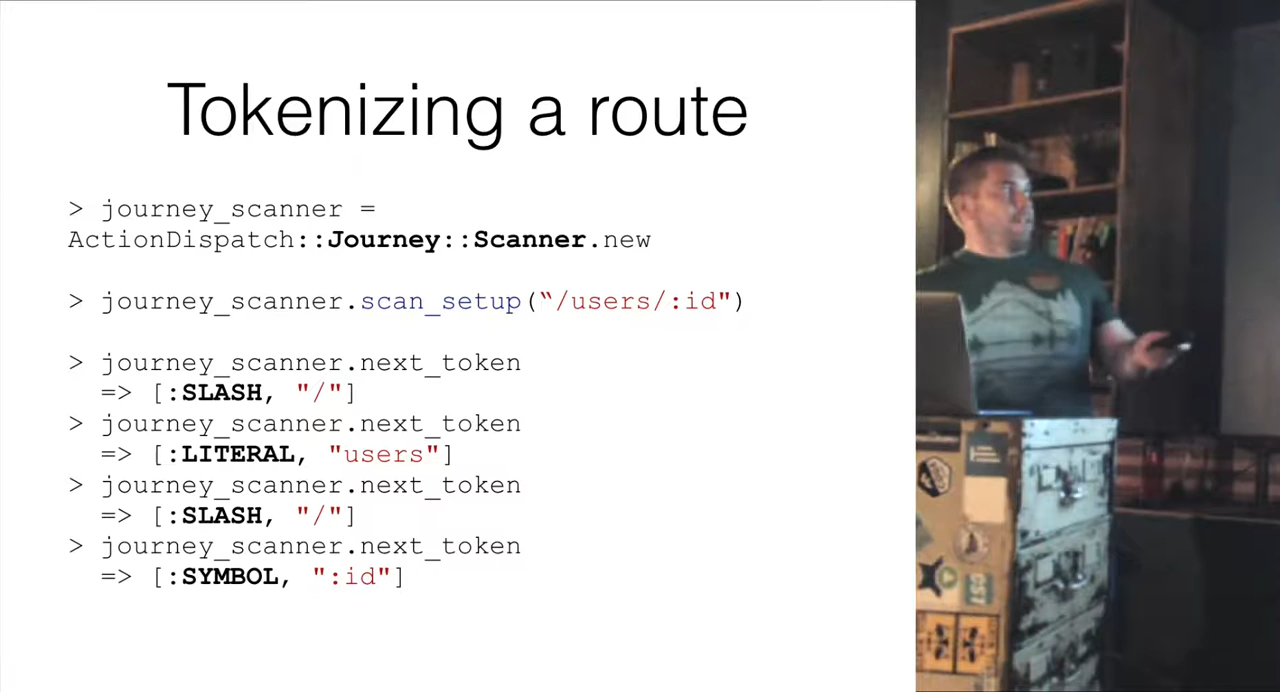 Tokenizing a route
> journey_scanner =
ActionDispatch::Journey::Scanner.new
> journey_scanner.scan_setup(“/users/:id")
> journey_scanner.next_token
=> [:SLASH, "/"]
> journey_scanner.next_token
=> [:LITERAL, "users"]
> journey_scanner.next_token
=> [:SLASH, "/"]
> journey_scanner.next_token
=> [:SYMBOL, ":id"]